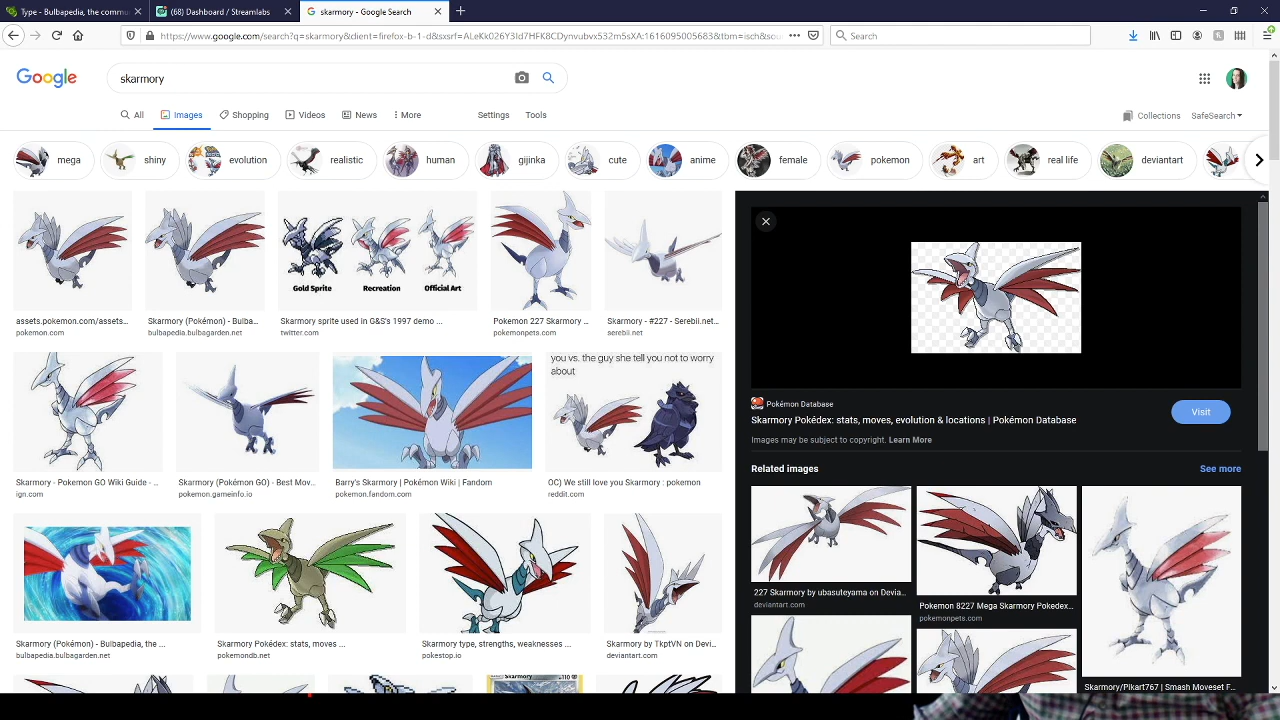 Type - Bulbapedia, the commu
(68) Dashboard / Streamlabs
skarmory - Google Search
https://www.google.com/search?q=skarmory&client=firefox-b-1-d&sxsrf=ALeKk026Y3Id7HFK8CDynvubvx532m5sXA:1616095005683&tbm=isch&sou
Search
Google
skarmory
All
Images
Shopping
Videos
News
More
Settings
Tools
Collections
SafeSearch
mega
shiny
evolution
realistic
human
gijinka
cute
anime
female
pokemon
art
real life
deviantart
Gold Sprite
Recreation
Official Art
assets.pokemon.com/assets...
pokemon.com
Skarmory (Pokémon) - Bulba...
bulbapedia.bulbagarden.net
Skarmory sprite used in G&S's 1997 demo ...
twitter.com
Pokemon 227 Skarmory ...
pokemonpets.com
Skarmory - #227 - Serebii.net...
serebii.net
you vs. the guy she tell you not to worry
about
Skarmory - Pokemon GO Wiki Guide - ...
ign.com
Skarmory (Pokémon GO) - Best Mov...
pokemon.gameinfo.io
Barry's Skarmory | Pokémon Wiki | Fandom
pokemon.fandom.com
OC) We still love you Skarmory : pokemon
reddit.com
Skarmory (Pokémon) - Bulbapedia, the ...
bulbapedia.bulbagarden.net
Skarmory Pokédex: stats, moves ...
pokemondb.net
Skarmory type, strengths, weaknesses ...
pokestop.io
Skarmory by TkptVN on Devi...
deviantart.com
Skarmory
110
Pokémon Database
Skarmory Pokédex: stats, moves, evolution & locations | Pokémon Database
Visit
Images may be subject to copyright. Learn More
Related images
See more
227 Skarmory by ubasuteyama on Devia...
deviantart.com
Pokemon 8227 Mega Skarmory Pokedex...
pokemonpets.com
Skarmory/Pikart767 | Smash Moveset F...